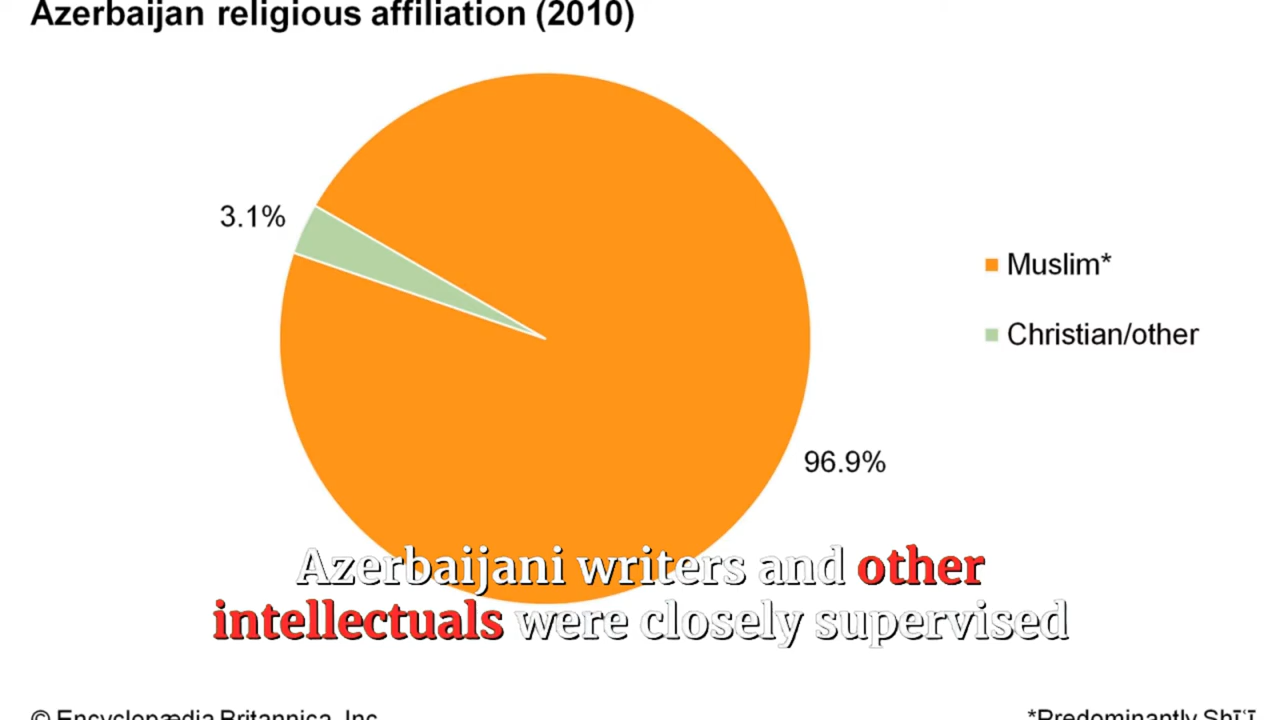 Azerbaijan religious affiliation (2010)
3.1%
Muslim*
Christian/other
96.9%
Azerbaijani writers and other
intellectuals were closely supervised
© Encyclopædia Britannica, Inc.
*Predominantly Shīʿī